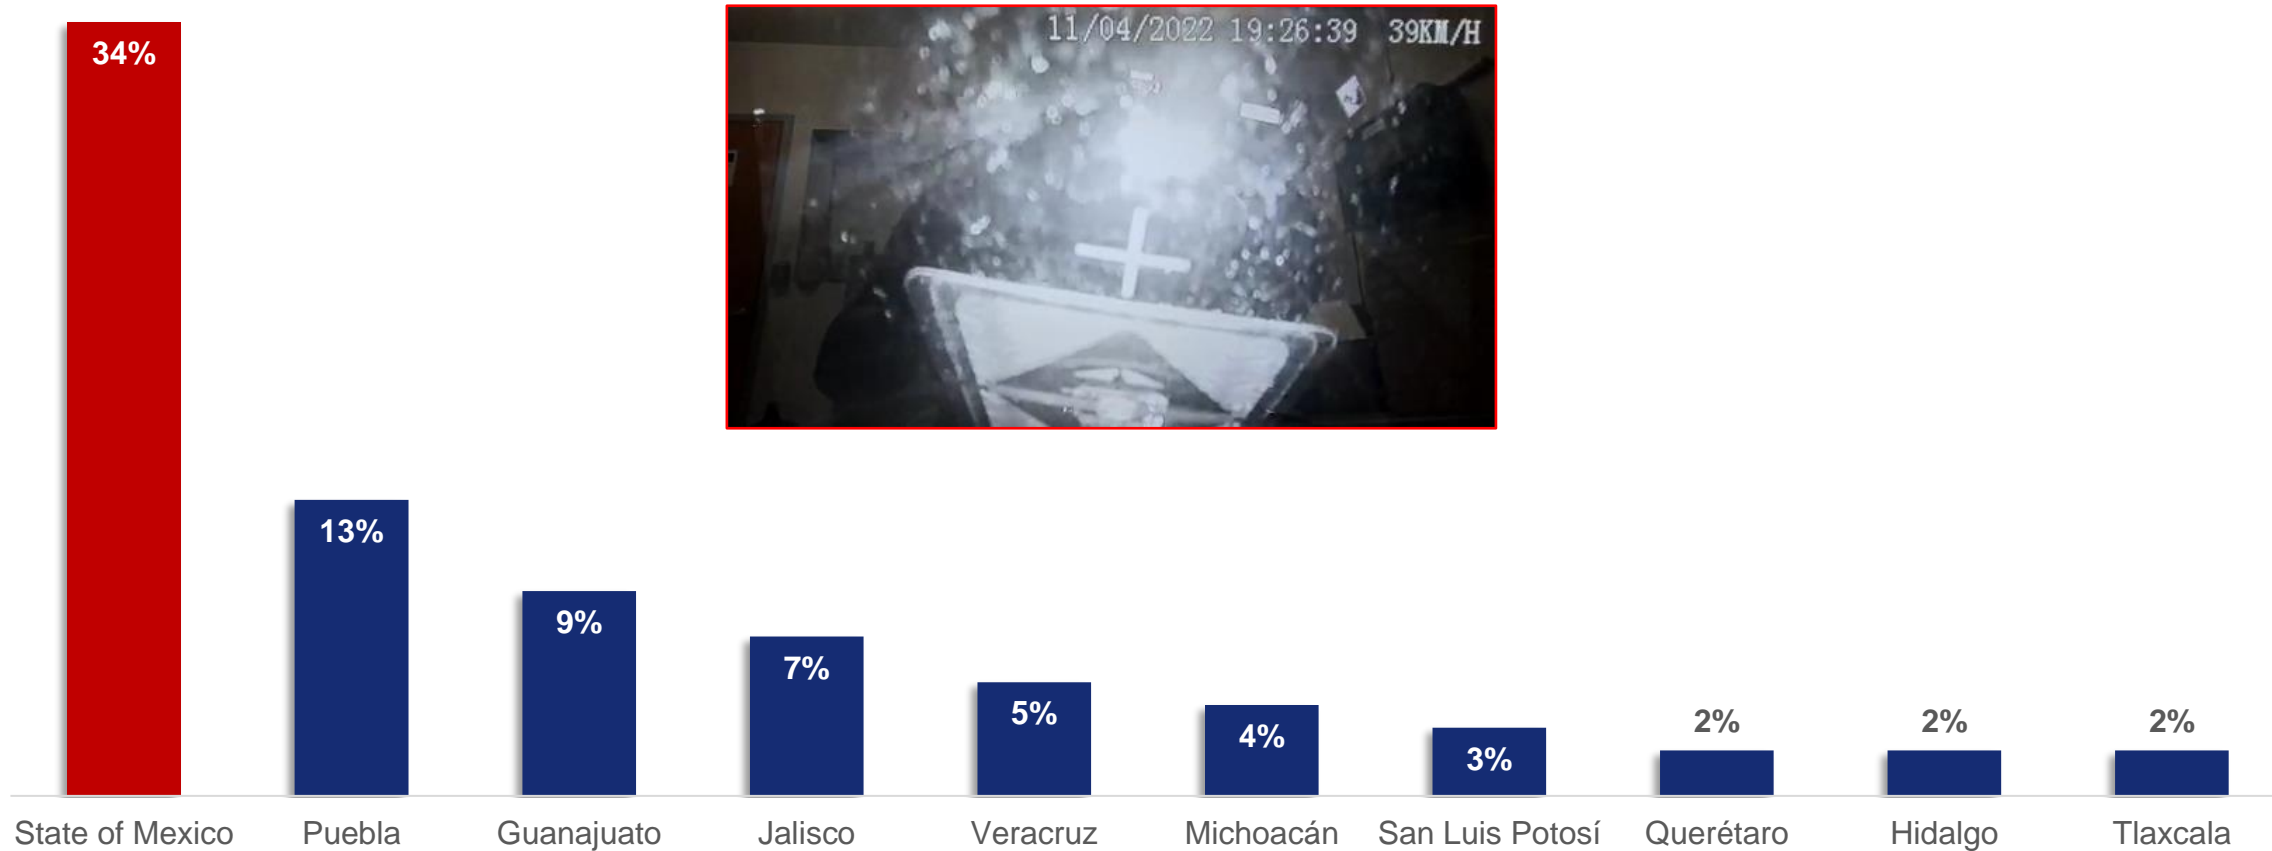 11/04/2022 19:26:39 39KM/H
34%
13%
9%
7%
5%
4%
3%
2%
2%
2%
State of Mexico
Puebla
Guanajuato
Jalisco
Veracruz
Michoacán
San Luis Potosí
Querétaro
Hidalgo
Tlaxcala